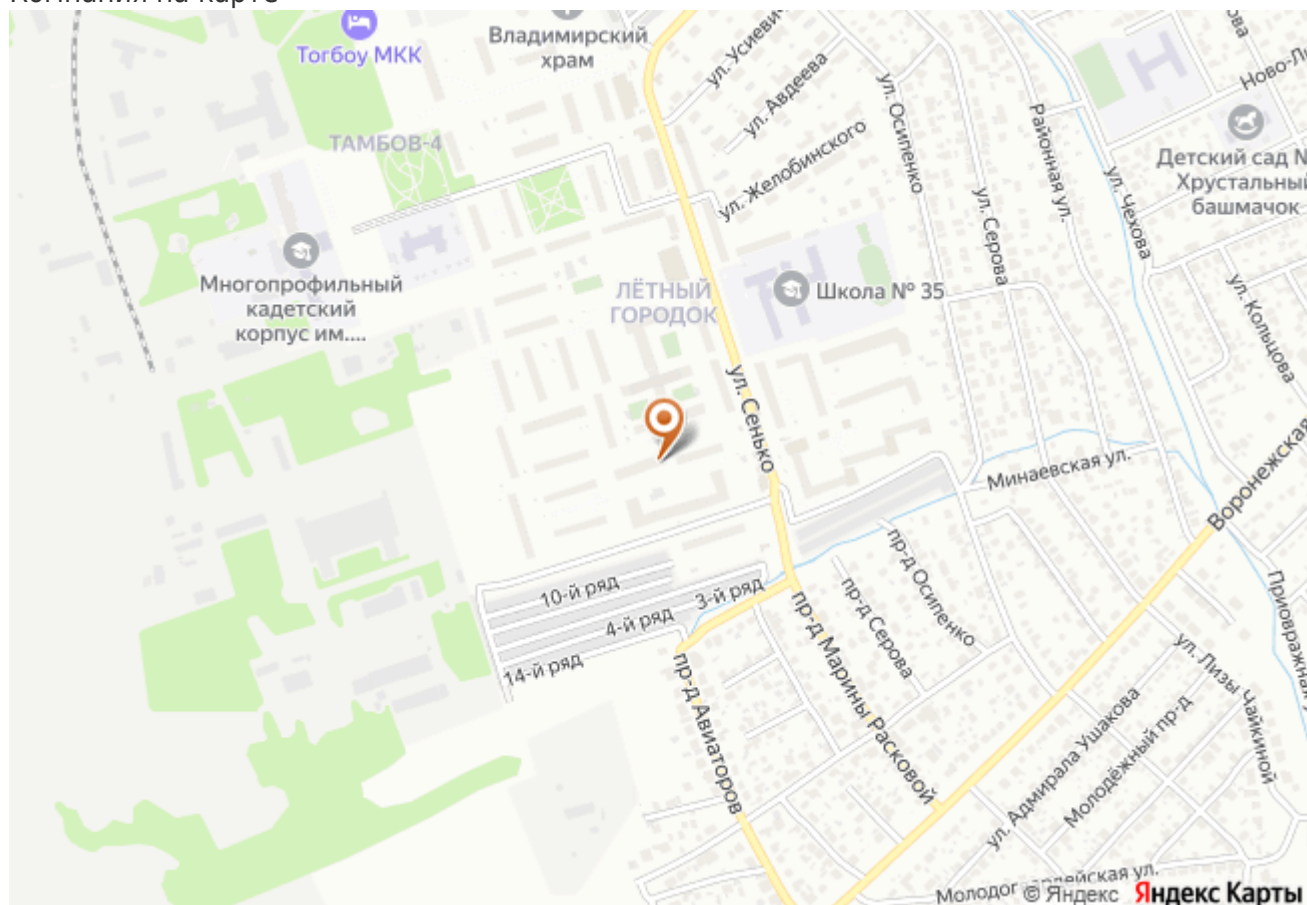 Владимирский
храм
Тогбоу МКК
ул. Усиевич
ул. Авдеева
ТАМБОВ-4
ул. Желобинского
ул. Осипенко
Районная ул.
Ново-Л
Детский сад №
Хрустальный
башмачок
ул. Чехова
ул. Серова
Многопрофильный
кадетский
корпус им....
ЛЁТНЫЙ
ГОРОДОК
Школа № 35
ул. Кольцова
ул. Сенько
Минаевская ул.
Воронежская
10-й ряд
3-й ряд
4-й ряд
14-й ряд
пр-д Осипенко
пр-д Серова
пр-д Марины Расковой
пр-д Авиаторов
Приовражная
ул. Лизы Чайкиной
ул. Адмирала Ушакова
Молодёжный пр-д
© Яндекс Яндекс Карты